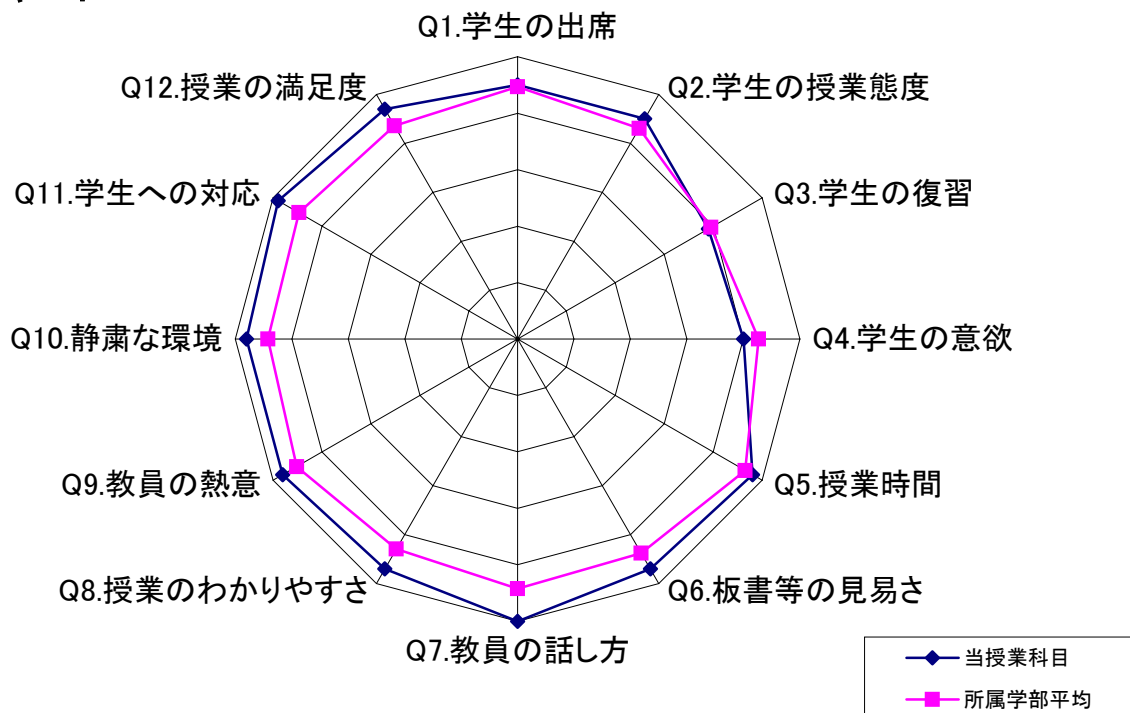 Q1.学生の出席
Q2.学生の授業態度
Q3.学生の復習
Q4.学生の意欲
Q5.授業時間
Q6.板書等の見易さ
Q7.教員の話し方
Q8.授業のわかりやすさ
Q9.教員の熱意
Q10.静粛な環境
Q11.学生への対応
Q12.授業の満足度
当授業科目
所属学部平均